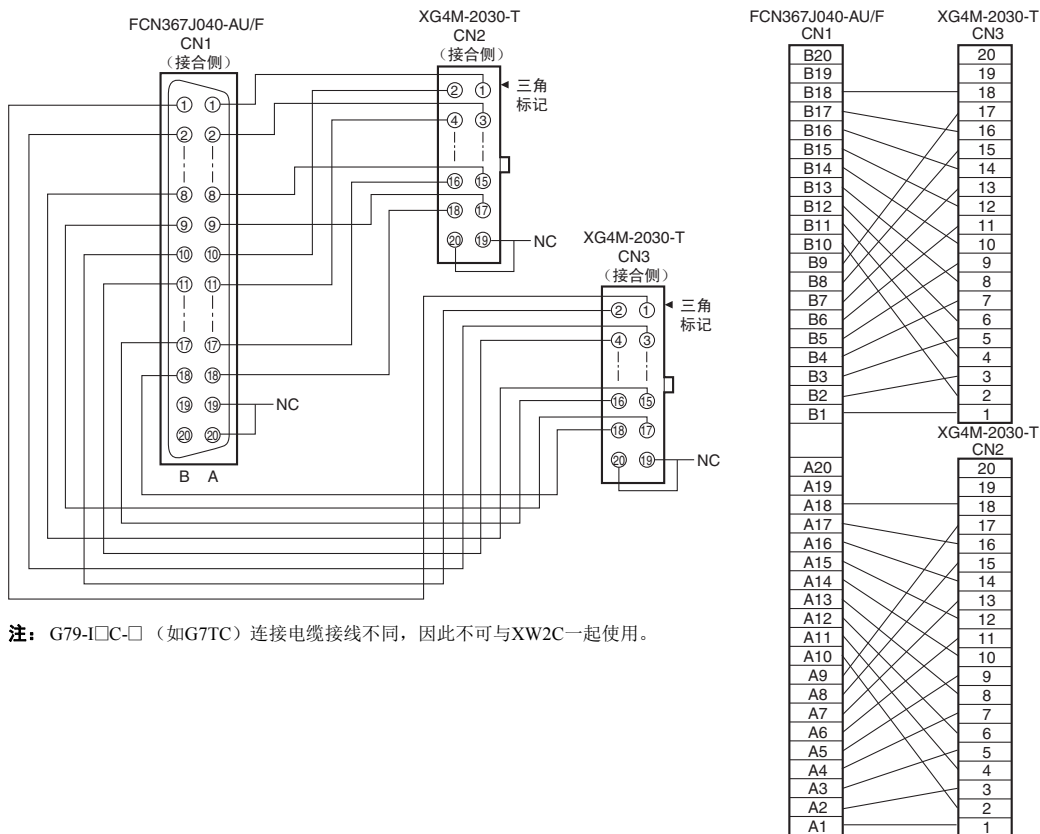 FCN367J040-AU/F
CN1
（接合侧）
① ①
② ②
⑧ ⑧
⑨ ⑨
⑩ ⑩
⑪ ⑪
⑰ ⑰
⑱ ⑱
⑲ ⑲
NC
⑳ ⑳
B A
XG4M-2030-T
CN2
（接合侧）
② ①
三角
标记
④ ③
⑯ ⑮
⑱ ⑰
⑳ ⑲
NC
XG4M-2030-T
CN3
（接合侧）
② ①
三角
标记
④ ③
⑯ ⑮
⑱ ⑰
⑳ ⑲
NC
注： G79-I□C-□ （如G7TC）连接电缆接线不同，因此不可与XW2C一起使用。
FCN367J040-AU/F XG4M-2030-T
CN1 CN3
B20 20
B19 19
B18 18
B17 17
B16 16
B15 15
B14 14
B13 13
B12 12
B11 11
B10 10
B9 9
B8 8
B7 7
B6 6
B5 5
B4 4
B3 3
B2 2
B1 1
XG4M-2030-T
CN2
A20 20
A19 19
A18 18
A17 17
A16 16
A15 15
A14 14
A13 13
A12 12
A11 11
A10 10
A9 9
A8 8
A7 7
A6 6
A5 5
A4 4
A3 3
A2 2
A1 1